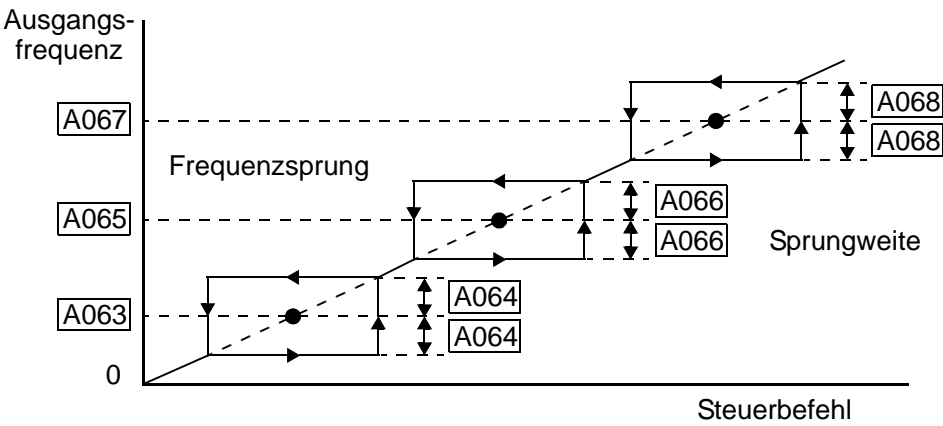 Ausgangs-
frequenz
A067
A068
A068
Frequenzsprung
A065
A066
A066
Sprungweite
A063
A064
A064
0
Steuerbefehl